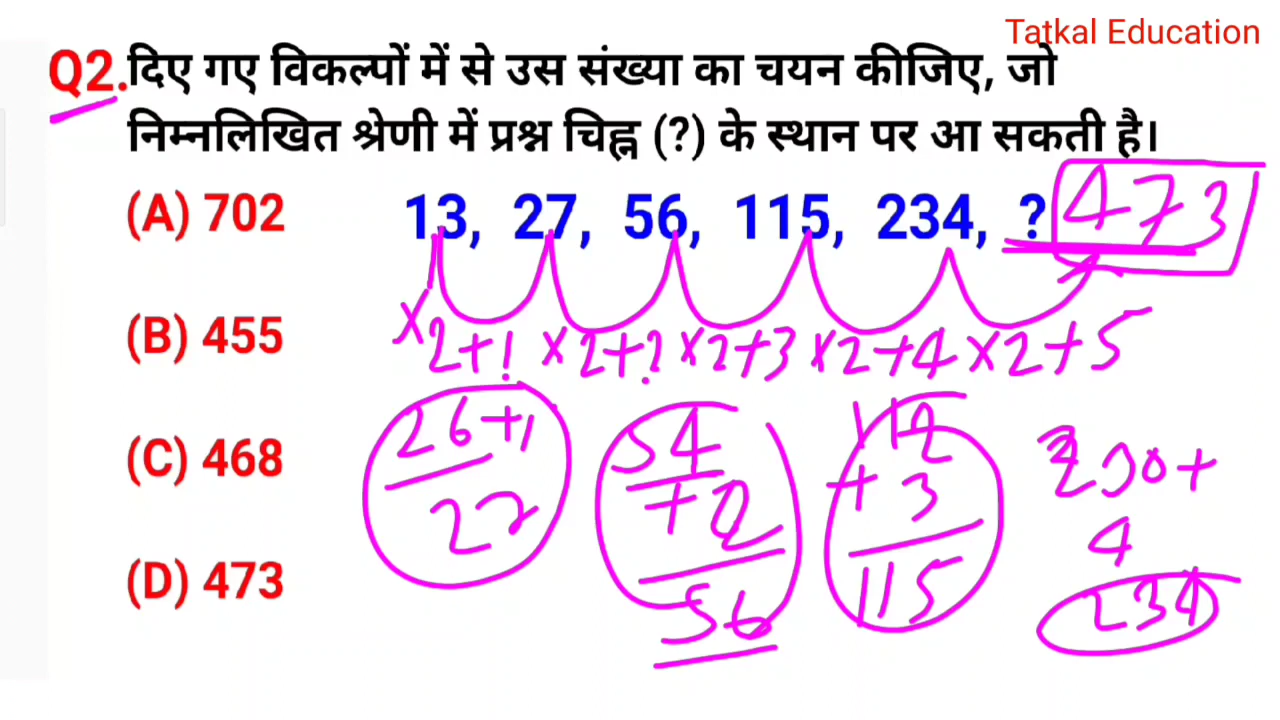 Tatkal Education
Q2. दिए गए विकल्पों में से उस संख्या का चयन कीजिए, जो
निम्नलिखित श्रेणी में प्रश्न चिह्न (?) के स्थान पर आ सकती है।
(A) 702
13, 27, 56, 115, 234, ? 473
(B) 455
×2+1 ×2+2 ×2+3 ×2+4 ×2+5
(C) 468
26+1
27
54
+2
56
112
+ 3
115
230+
4
234
(D) 473